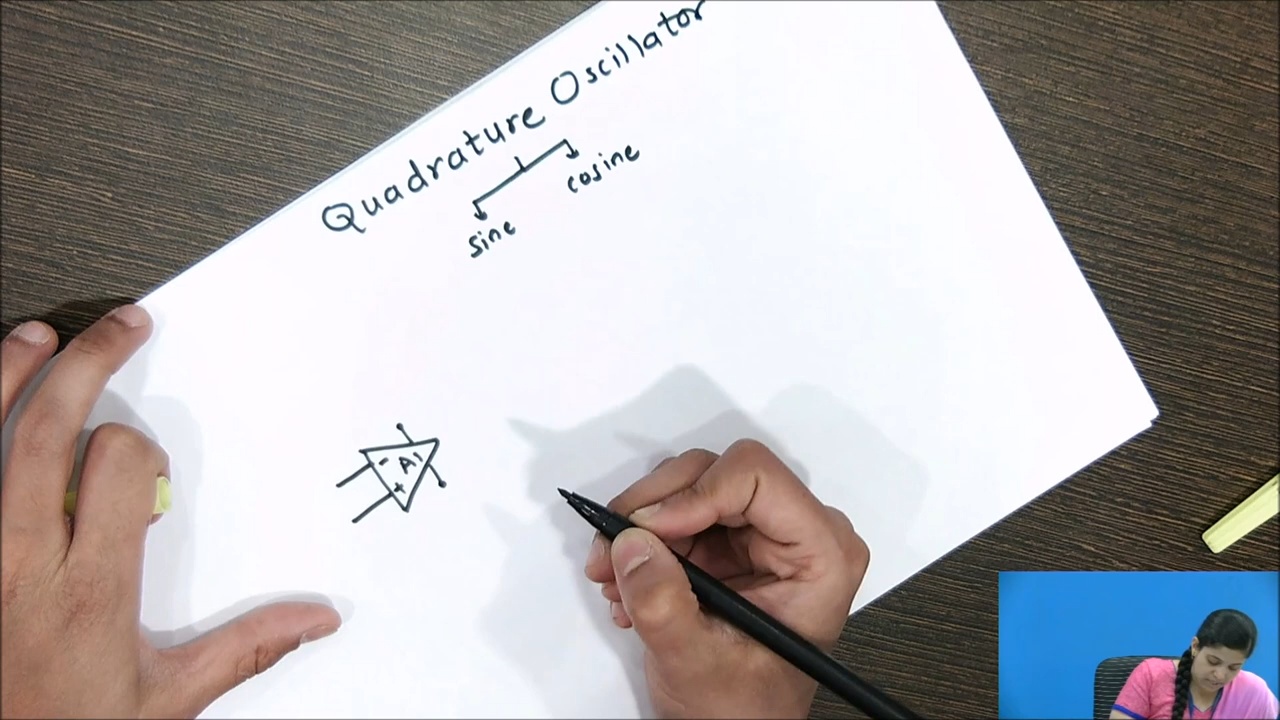 Quadrature Oscillator
sine cosine
- A1
+